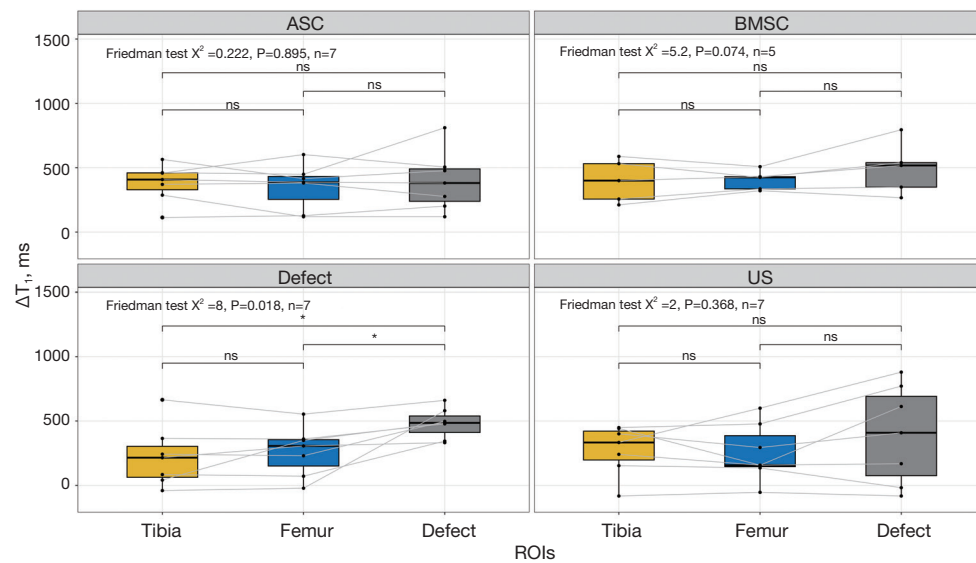 ASC
BMSC
1500
Friedman test X² =0.222, P=0.895, n=7
Friedman test X² =5.2, P=0.074, n=5
ns
ns
ns
ns
ns
ns
1000
500
0
Defect
US
1500
Friedman test X² =8, P=0.018, n=7
Friedman test X² =2, P=0.368, n=7
*
ns
*
ns
ns
ns
1000
500
0
ΔT₁, ms
Tibia Femur Defect
Tibia Femur Defect
ROIs